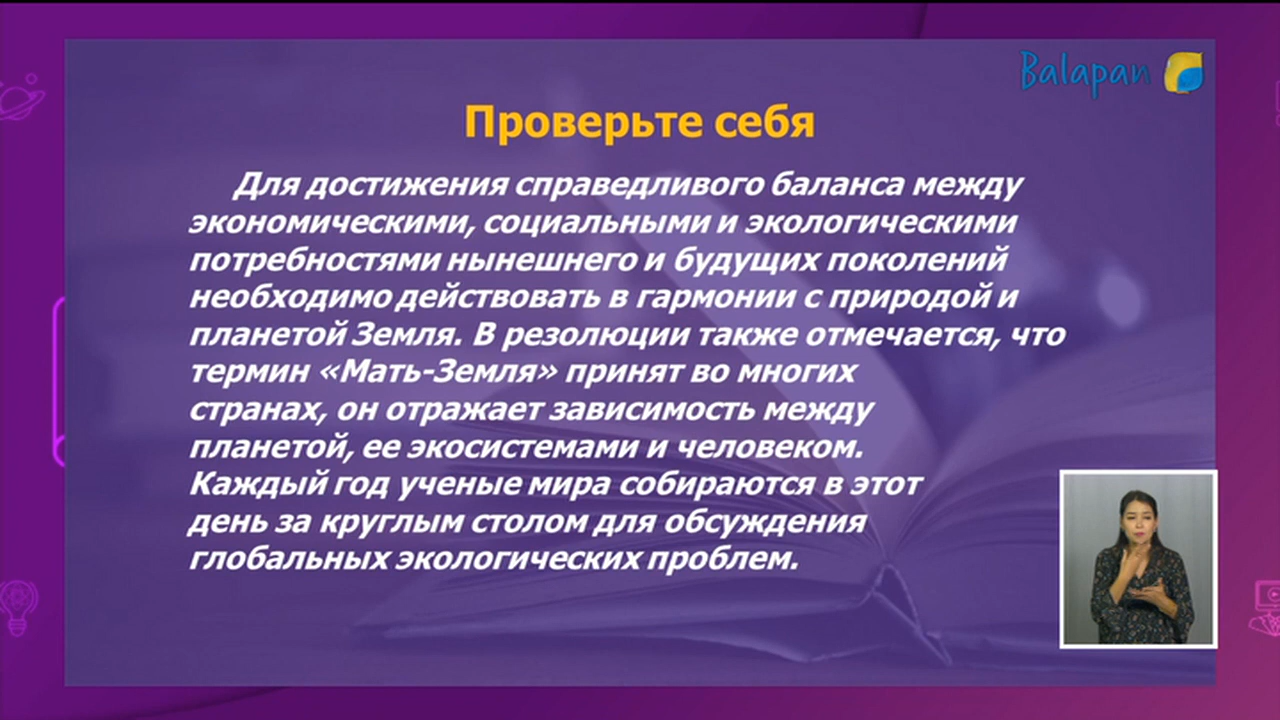 Balapan
Проверьте себя
Для достижения справедливого баланса между
экономическими, социальными и экологическими
потребностями нынешнего и будущих поколений
необходимо действовать в гармонии с природой и
планетой Земля. В резолюции также отмечается, что
термин «Мать-Земля» принят во многих
странах, он отражает зависимость между
планетой, ее экосистемами и человеком.
Каждый год ученые мира собираются в этот
день за круглым столом для обсуждения
глобальных экологических проблем.